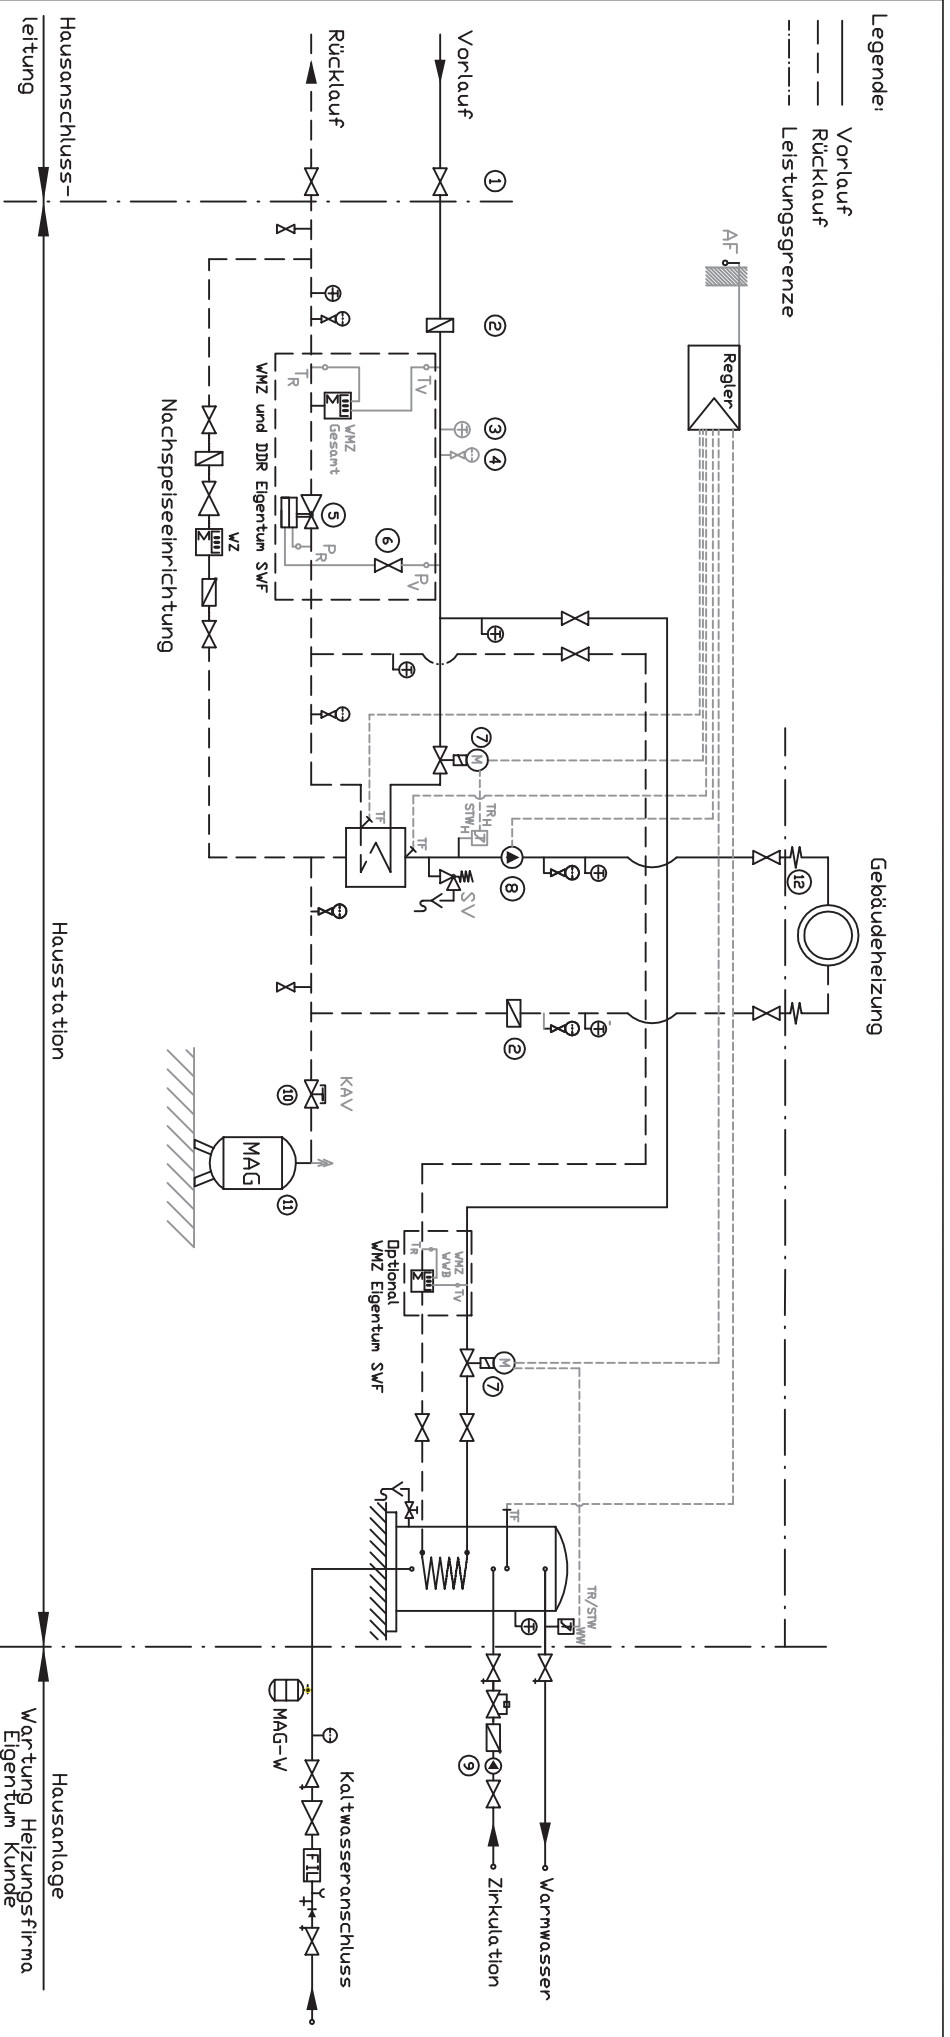 Legende:
Vorlauf
Rücklauf
Leistungsgrenze
AF
Regler
Gebäudeheizung
12
Vorlauf
Rücklauf
1
2
3
4
TV
TR
WMZ
Gesamt
5
6
PR
PV
WMZ und DDR Eigentum SWF
WZ
Nachspeiseeinrichtung
7
M
TF
TF
TRH
STWH
8
SV
2
KAV
10
MAG
11
WMZ
WWB
TV
TR
Optional
WMZ Eigentum SWF
M
7
TF
TR/STW
WW
9
Warmwasser
Zirkulation
Kaltwasseranschluss
FIL
MAG-W
Hausanschluss-
leitung
Hausstation
Hausanlage
Wartung Heizungsfirma
Eigentum Kunde